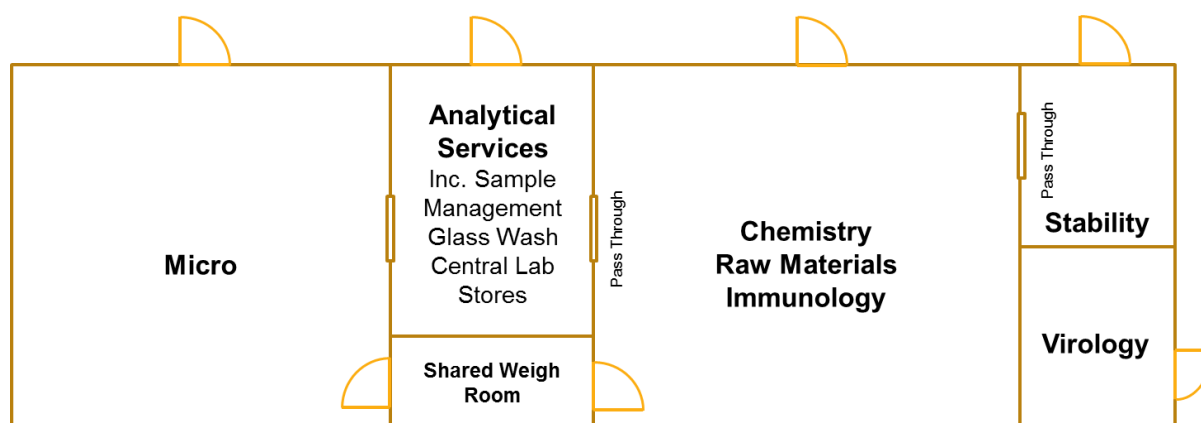 Micro
Analytical
Services
Inc. Sample
Management
Glass Wash
Central Lab
Stores
Shared Weigh
Room
Pass Through
Chemistry
Raw Materials
Immunology
Pass Through
Stability
Virology